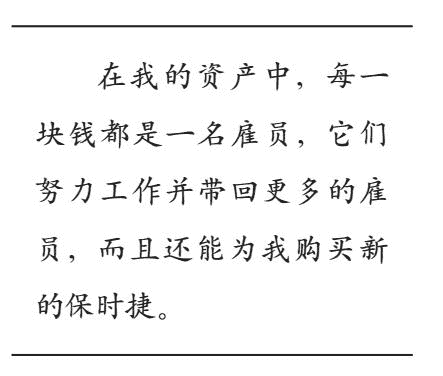 在我的资产中，每一
块钱都是一名雇员，它们
努力工作并带回更多的雇
员，而且还能为我购买新
的保时捷。